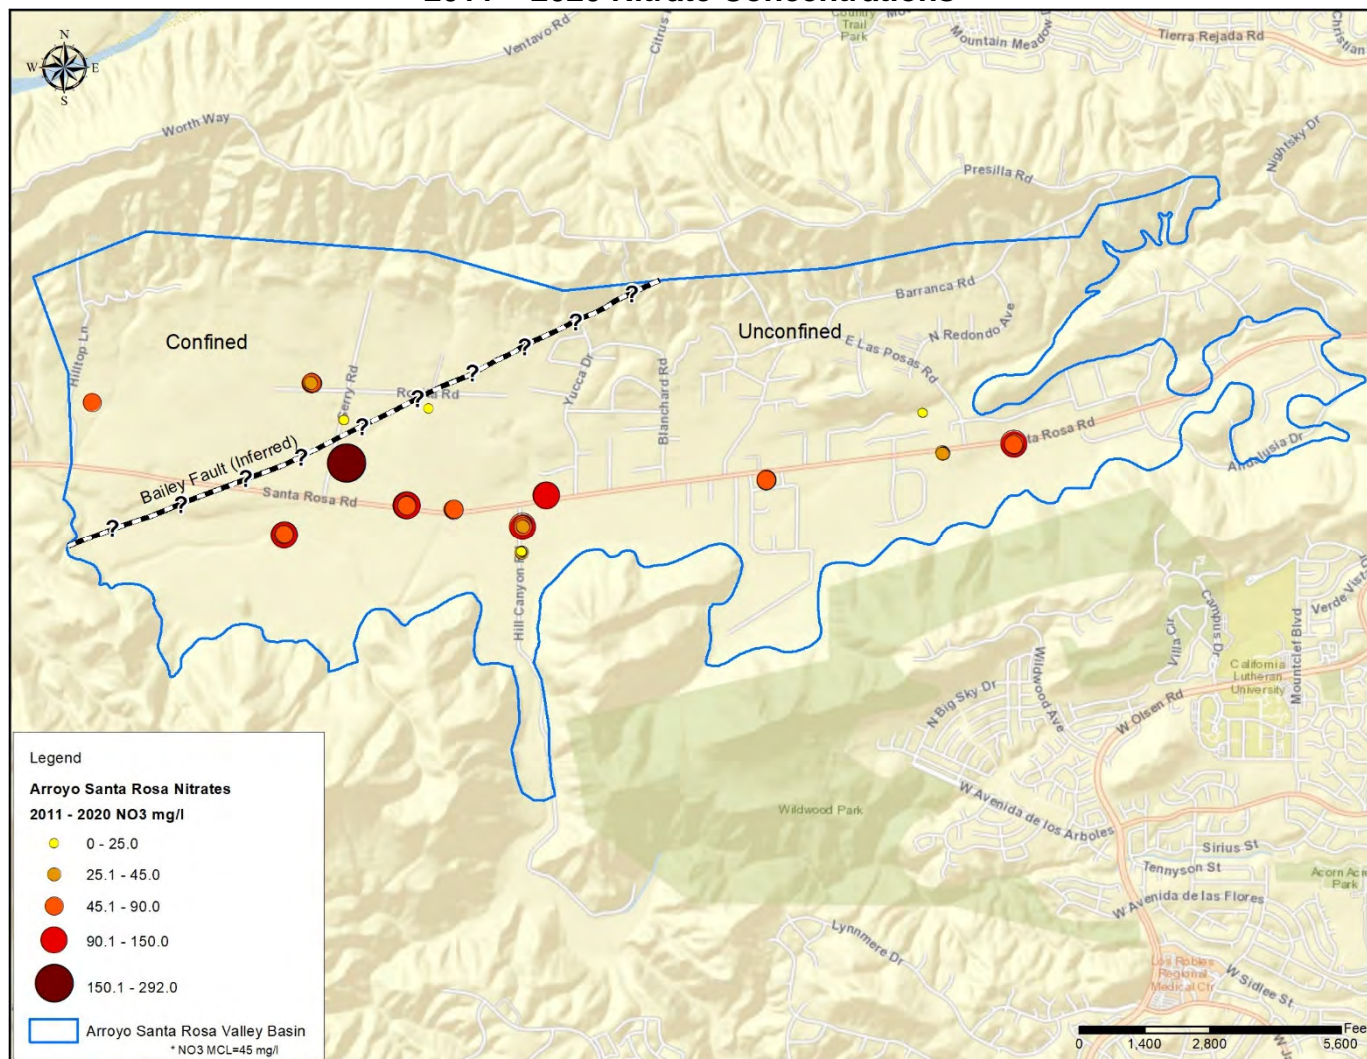 2011 – 2020 Nitrate Concentrations
N
W
E
S
Ventavo Rd
Citrus
Country
Trail
Park
Mountain Meadow
Tierra Rejada Rd
Christian
Worth Way
Presilla Rd
Nightsky Dr
Hilltop Ln
Confined
Unconfined
Barranca Rd
N Redondo Ave
E Las Posas Rd
Yucca Dr
Blanchard Rd
Rd
Rd
?
?
?
?
?
?
?
?
?
?
Bailey Fault (Inferred)
Santa Rosa Rd
ta Rosa Rd
Andalusia Dr
Hill Canyon
Villa Cir
Campus Dr
Mountclef Blvd
Verde Vist
California
Lutheran
University
W Olsen Rd
N Big Sky Dr
Wildwood Ave
Wildwood Park
W Avenida de los Arboles
Sirius St
Tennyson St
Acorn Acre
Park
W Avenida de las Flores
Lynnmere Dr
Los Robles
Regional
Medical Ctr
W Sidlee St
Legend
Arroyo Santa Rosa Nitrates
2011 - 2020 NO3 mg/l
0 - 25.0
25.1 - 45.0
45.1 - 90.0
90.1 - 150.0
150.1 - 292.0
Arroyo Santa Rosa Valley Basin
* NO3 MCL=45 mg/l
Fee
0 1,400 2,800 5,600